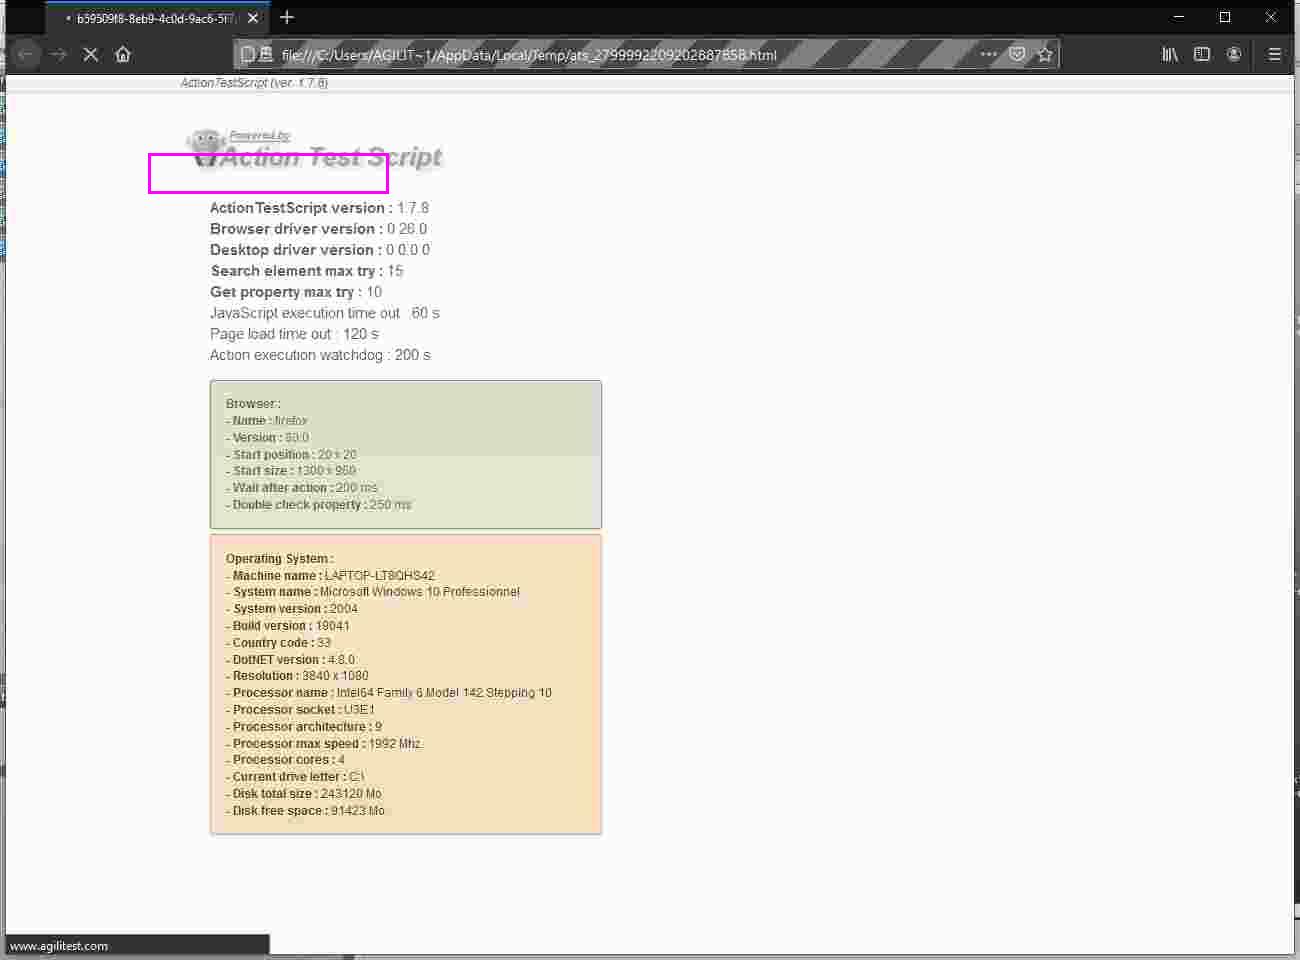 b59509f8-8eb9-4c0d-9ac6-5f7
file:///C:/Users/AGILIT~1/AppData/Local/Temp/ats_2799992209202887858.html
ActionTestScript (ver. 1.7.8)
Powered by
Action Test Script
ActionTestScript version : 1.7.8
Browser driver version : 0.26.0
Desktop driver version : 0.0.0.0
Search element max try : 15
Get property max try : 10
JavaScript execution time out : 60 s
Page load time out : 120 s
Action execution watchdog : 200 s
Browser :
- Name : firefox
- Version : 80.0
- Start position : 20 x 20
- Start size : 1300 x 960
- Wait after action : 200 ms
- Double check property : 250 ms
Operating System :
- Machine name : LAPTOP-LT8QHS42
- System name : Microsoft Windows 10 Professionnel
- System version : 2004
- Build version : 19041
- Country code : 33
- DotNET version : 4.8.0
- Resolution : 3840 x 1080
- Processor name : Intel64 Family 6 Model 142 Stepping 10
- Processor socket : U3E1
- Processor architecture : 9
- Processor max speed : 1992 Mhz
- Processor cores : 4
- Current drive letter : C:\
- Disk total size : 243120 Mo
- Disk free space : 91423 Mo
www.agilitest.com